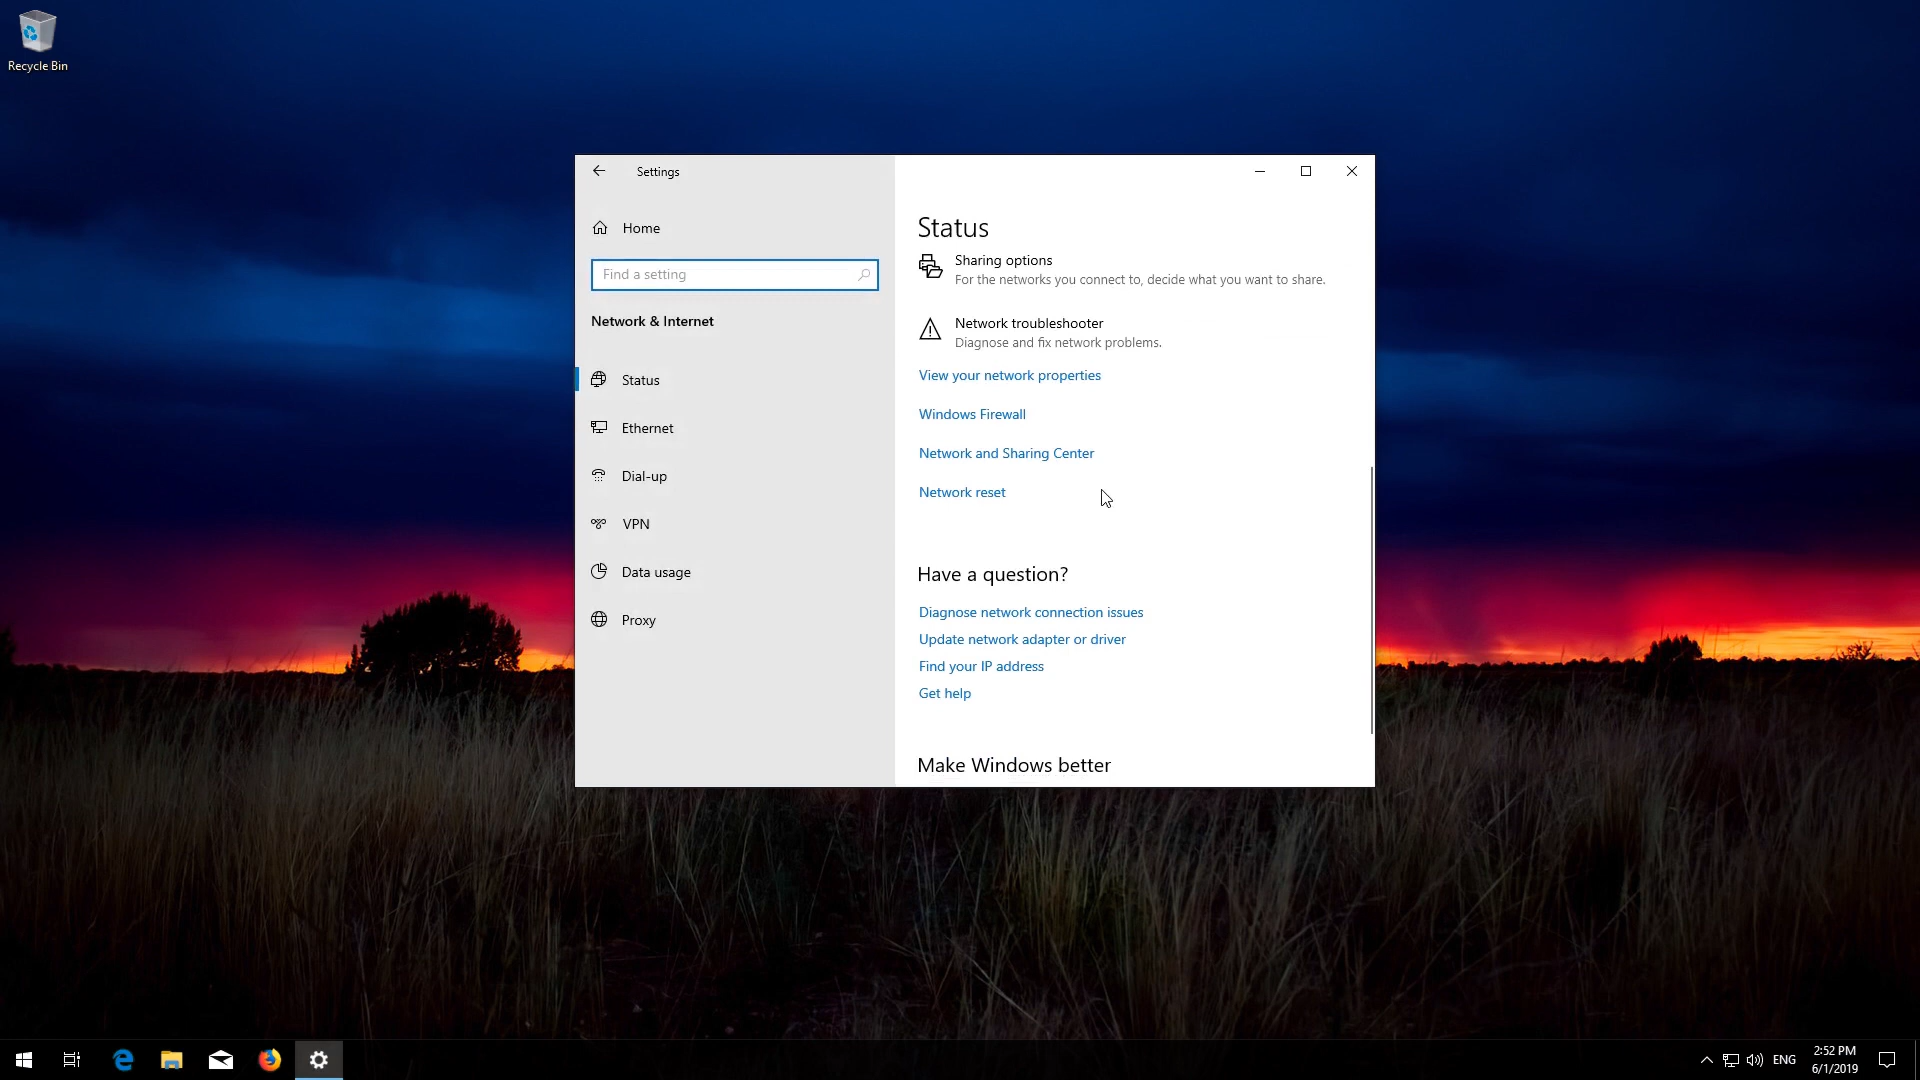 Recycle Bin
Settings
Home
Find a setting
Network & Internet
Status
Ethernet
Dial-up
VPN
Data usage
Proxy
Status
Sharing options
For the networks you connect to, decide what you want to share.
Network troubleshooter
Diagnose and fix network problems.
View your network properties
Windows Firewall
Network and Sharing Center
Network reset
Have a question?
Diagnose network connection issues
Update network adapter or driver
Find your IP address
Get help
Make Windows better
ENG
2:52 PM
6/1/2019